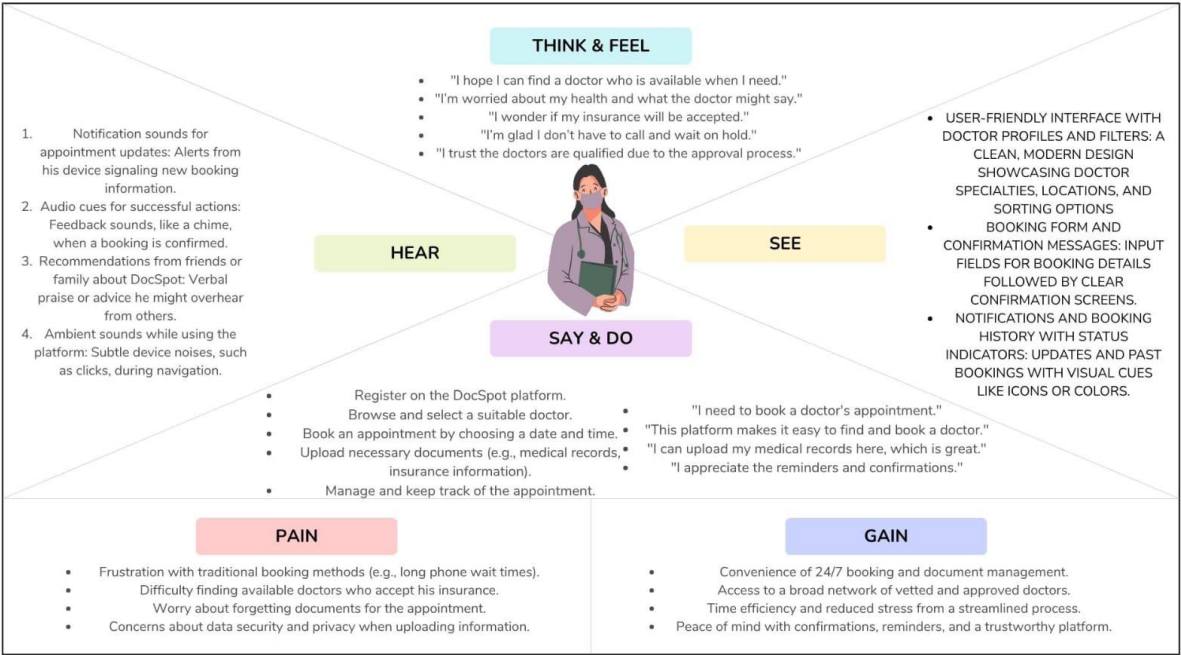 THINK & FEEL
• "I hope I can find a doctor who is available when I need."
• "I'm worried about my health and what the doctor might say."
• "I wonder if my insurance will be accepted."
• "I'm glad I don't have to call and wait on hold."
• "I trust the doctors are qualified due to the approval process."
HEAR
1. Notification sounds for
appointment updates: Alerts from
his device signaling new booking
information.
2. Audio cues for successful actions:
Feedback sounds, like a chime,
when a booking is confirmed.
3. Recommendations from friends or
family about DocSpot: Verbal
praise or advice he might overhear
from others.
4. Ambient sounds while using the
platform: Subtle device noises, such
as clicks, during navigation.
SEE
• USER-FRIENDLY INTERFACE WITH
DOCTOR PROFILES AND FILTERS: A
CLEAN, MODERN DESIGN
SHOWCASING DOCTOR
SPECIALTIES, LOCATIONS, AND
SORTING OPTIONS
• BOOKING FORM AND
CONFIRMATION MESSAGES: INPUT
FIELDS FOR BOOKING DETAILS
FOLLOWED BY CLEAR
CONFIRMATION SCREENS.
• NOTIFICATIONS AND BOOKING
HISTORY WITH STATUS
INDICATORS: UPDATES AND PAST
BOOKINGS WITH VISUAL CUES
LIKE ICONS OR COLORS.
SAY & DO
• Register on the DocSpot platform.
• Browse and select a suitable doctor.
• Book an appointment by choosing a date and time.
• Upload necessary documents (e.g., medical records,
insurance information).
• Manage and keep track of the appointment.
• "I need to book a doctor's appointment."
• "This platform makes it easy to find and book a doctor."
• "I can upload my medical records here, which is great."
• "I appreciate the reminders and confirmations."
PAIN
• Frustration with traditional booking methods (e.g., long phone wait times).
• Difficulty finding available doctors who accept his insurance.
• Worry about forgetting documents for the appointment.
• Concerns about data security and privacy when uploading information.
GAIN
• Convenience of 24/7 booking and document management.
• Access to a broad network of vetted and approved doctors.
• Time efficiency and reduced stress from a streamlined process.
• Peace of mind with confirmations, reminders, and a trustworthy platform.